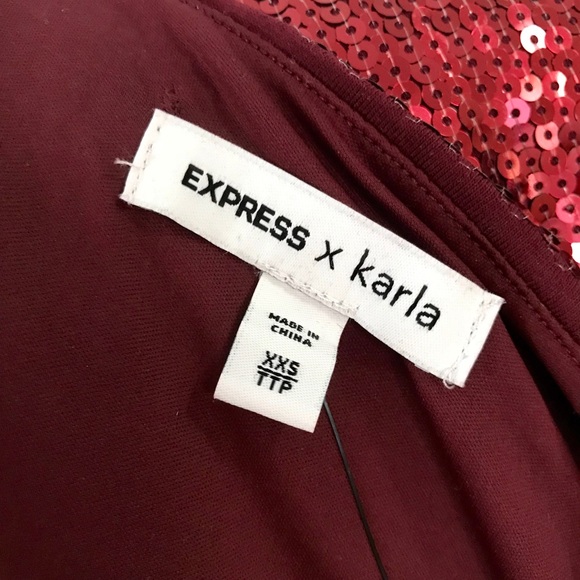 EXPRESS x karla
MADE IN
CHINA
XXS
TTP